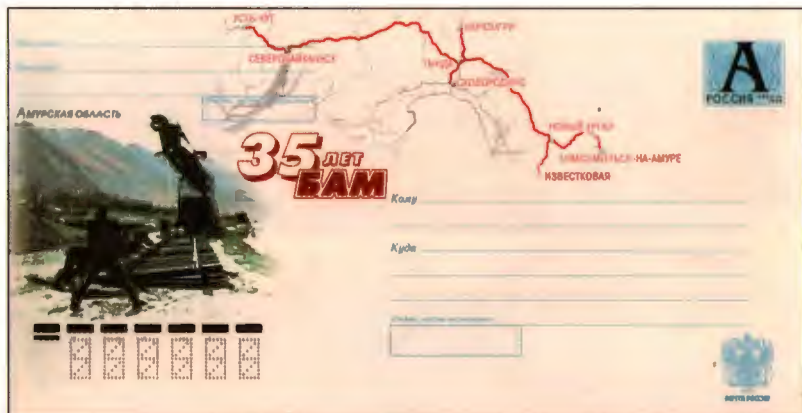 УСТЬ-КУТ
НЕРЮНГРИ
СЕВЕРОБАЙКАЛЬСК
ТЫНДА
СКОВОРОДИНО
А
РОССИЯ
АМУРСКАЯ ОБЛАСТЬ
35 ЛЕТ
БАМ
НОВЫЙ УРГАЛ
КОМСОМОЛЬСК-НА-АМУРЕ
ИЗВЕСТКОВАЯ
Кому
Куда
ПОЧТА РОССИИ